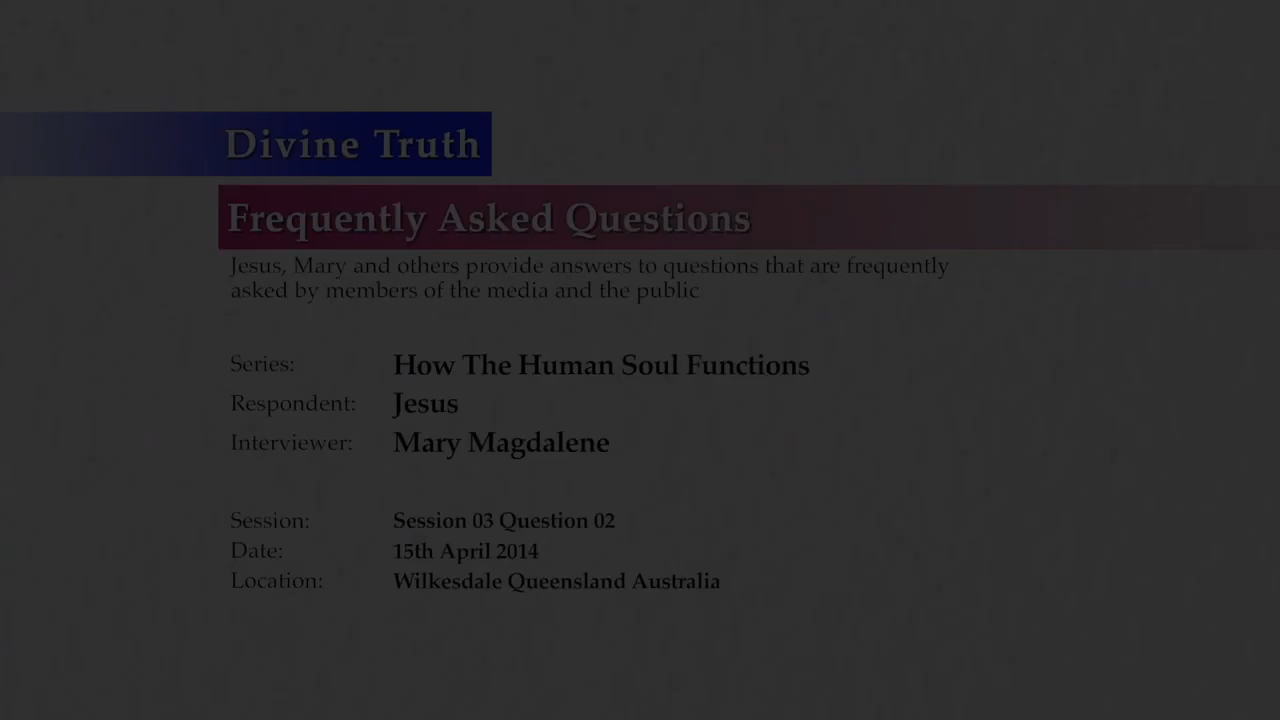 Divine Truth
Frequently Asked Questions
Jesus, Mary and others provide answers to questions that are frequently
asked by members of the media and the public
Series: How The Human Soul Functions
Respondent: Jesus
Interviewer: Mary Magdalene
Session: Session 03 Question 02
Date: 15th April 2014
Location: Wilkesdale Queensland Australia